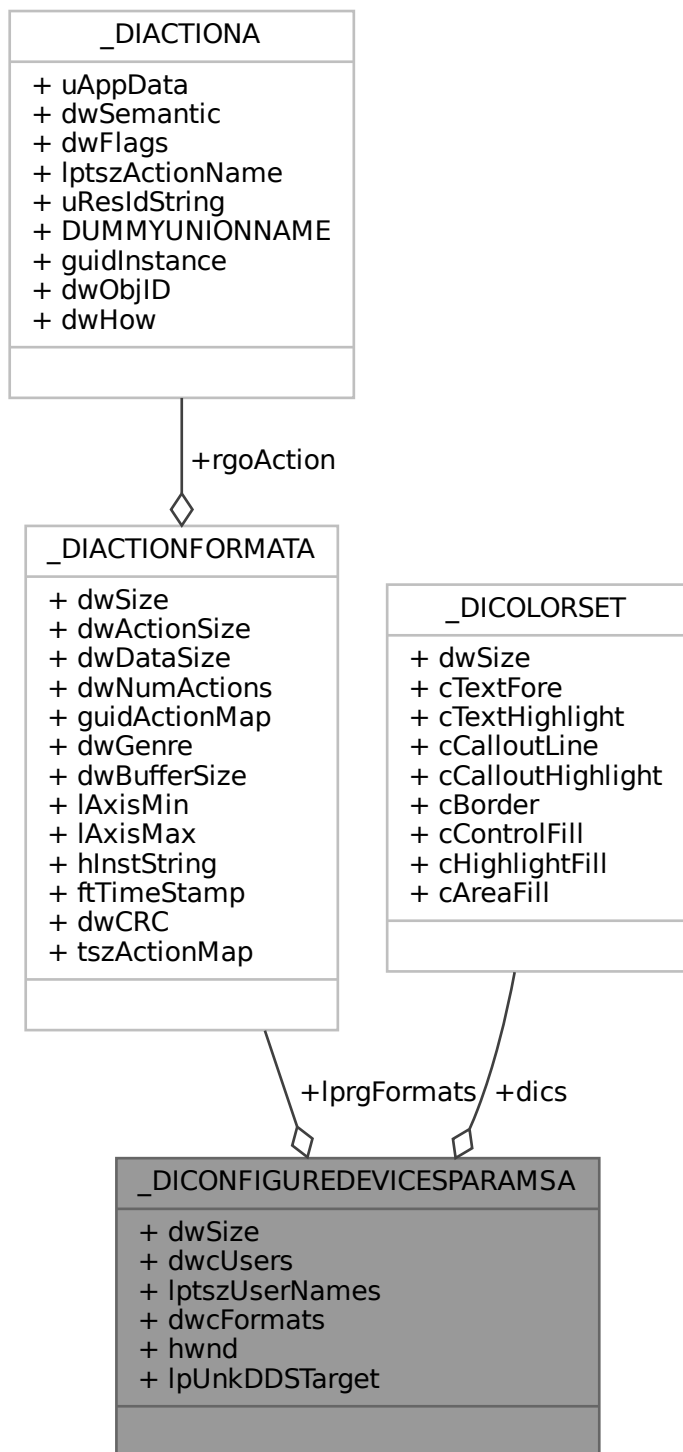 _DIACTIONA
+ uAppData
+ dwSemantic
+ dwFlags
+ lptszActionName
+ uResIdString
+ DUMMYUNIONNAME
+ guidInstance
+ dwObjID
+ dwHow
+rgoAction
_DIACTIONFORMATA
+ dwSize
+ dwActionSize
+ dwDataSize
+ dwNumActions
+ guidActionMap
+ dwGenre
+ dwBufferSize
+ lAxisMin
+ lAxisMax
+ hInstString
+ ftTimeStamp
+ dwCRC
+ tszActionMap
_DICOLORSET
+ dwSize
+ cTextFore
+ cTextHighlight
+ cCalloutLine
+ cCalloutHighlight
+ cBorder
+ cControlFill
+ cHighlightFill
+ cAreaFill
+lprgFormats
+dics
_DICONFIGUREDEVICESPARAMSA
+ dwSize
+ dwcUsers
+ lptszUserNames
+ dwcFormats
+ hwnd
+ lpUnkDDSTarget